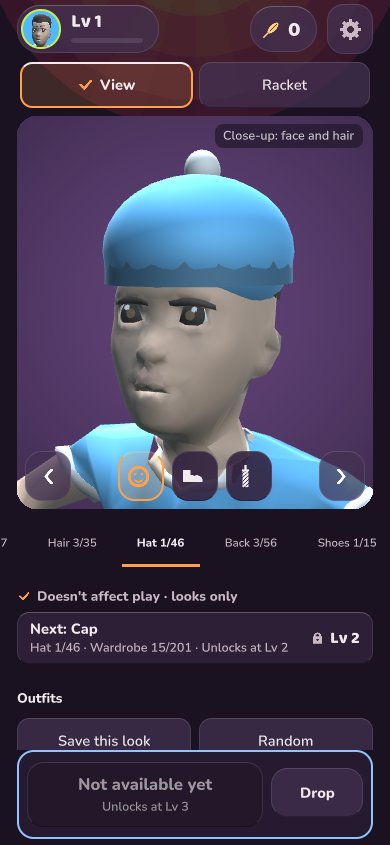 Lv 1
0
View
Racket
Close-up: face and hair
7
Hair 3/35
Hat 1/46
Back 3/56
Shoes 1/15
Doesn't affect play · looks only
Next: Cap
Hat 1/46 · Wardrobe 15/201 · Unlocks at Lv 2
Lv 2
Outfits
Save this look
Random
Not available yet
Unlocks at Lv 3
Drop